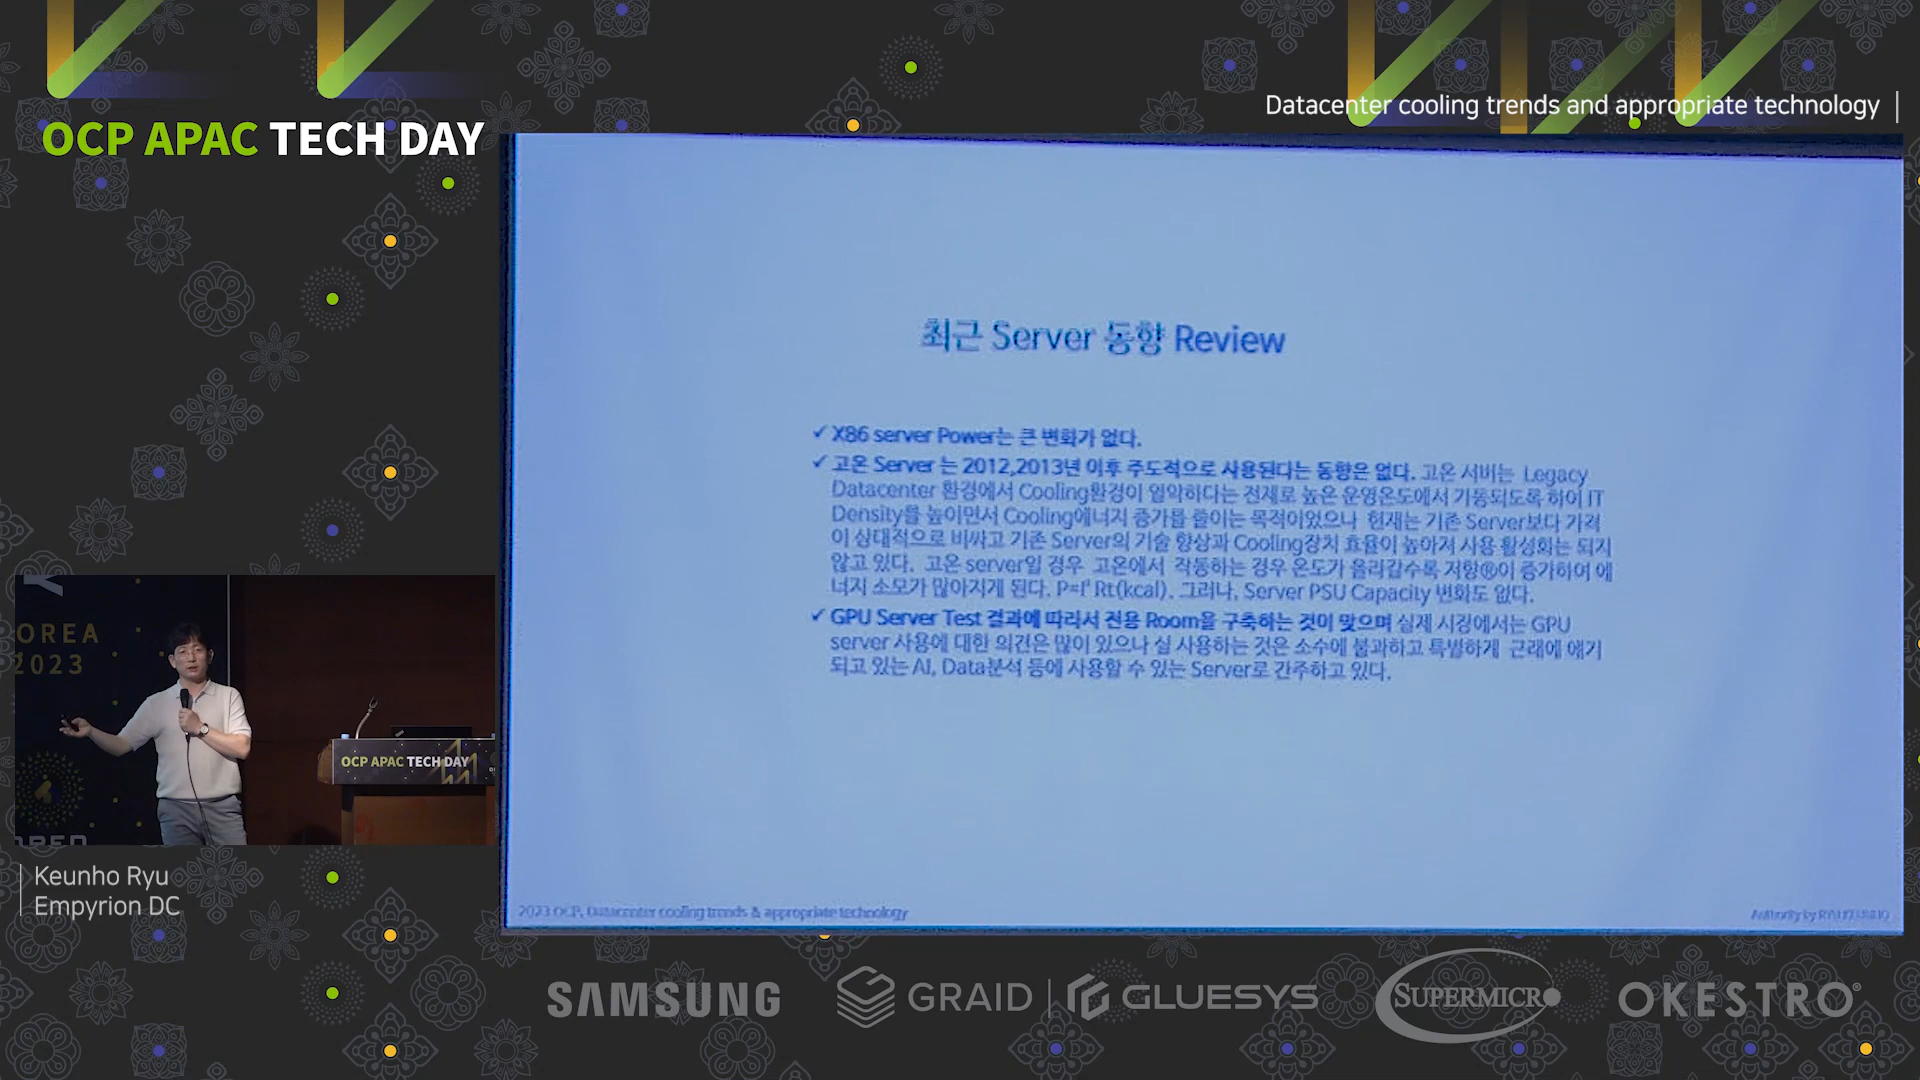 OCP APAC TECH DAY
Datacenter cooling trends and appropriate technology
최근 Server 동향 Review
✓ X86 server Power는 큰 변화가 없다.
✓ 고온 Server 는 2012,2013년 이후 주도적으로 사용된다는 동향은 없다. 고온 서버는 Legacy
Datacenter 환경에서 Cooling환경이 열악하다는 전제로 높은 운영온도에서 가동되도록 하여 IT
Density를 높이면서 Cooling에너지 증가를 줄이는 목적이었으나 현재는 기존 Server보다 가격
이 상대적으로 비싸고 기존 Server의 기술 향상과 Cooling장치 효율이 높아져 사용 활성화는 되지
않고 있다. 고온 server일 경우 고온에서 작동하는 경우 온도가 올라갈수록 저항®이 증가하여 에
너지 소모가 많아지게 된다. P=I² Rt(kcal). 그러나, Server PSU Capacity 변화도 없다.
✓ GPU Server Test 결과에 따라서 전용 Room을 구축하는 것이 맞으며 실제 시장에서는 GPU
server 사용에 대한 의견은 많이 있으나 실 사용하는 것은 소수에 불과하고 특별하게 근래에 얘기
되고 있는 AI, Data분석 등에 사용할 수 있는 Server로 간주하고 있다.
2023 OCP, Datacenter cooling trends & appropriate technology
Authority by RYU KEUNHO
OREA
2023
OCP APAC TECH DAY
Keunho Ryu
Empyrion DC
SAMSUNG
GRAID
GLUESYS
SUPERMICRO
OKESTRO